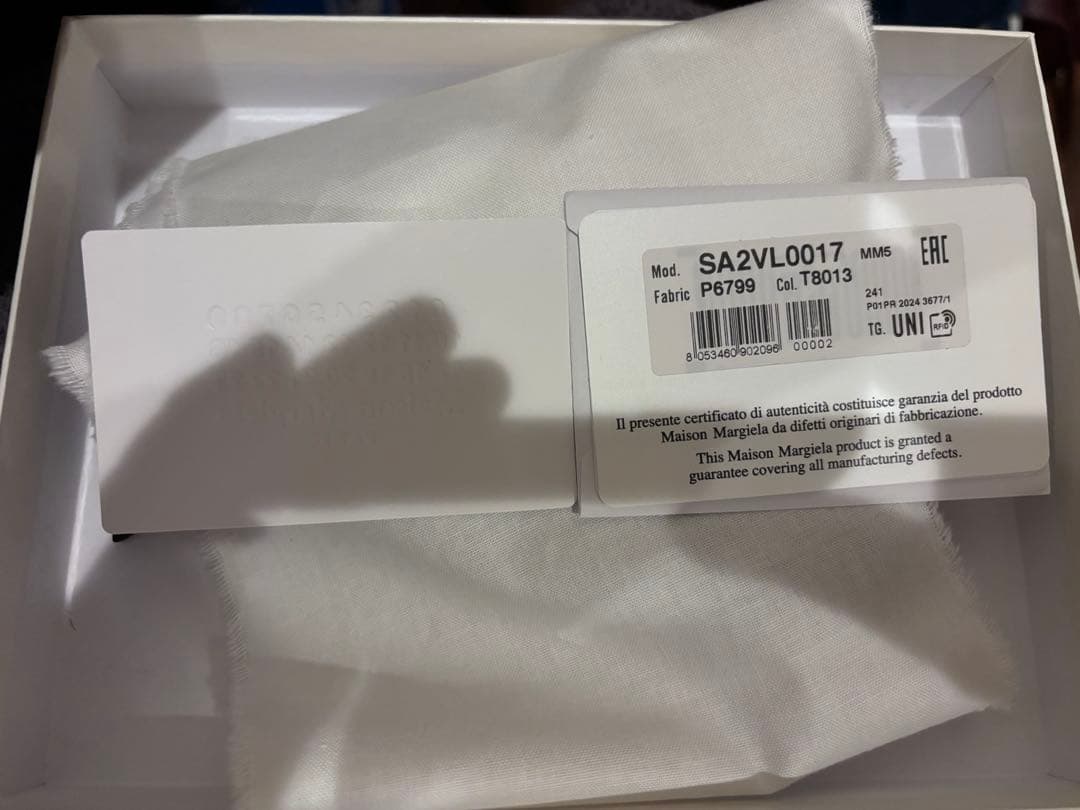 Mod. SA2VL0017 MM5 EAC
Fabric P6799 Col. T8013
241
P01PR 2024 3677/1
TG. UNI RFID
8 053460 902096 00002
Il presente certificato di autenticità costituisce garanzia del prodotto
Maison Margiela da difetti originari di fabbricazione.
This Maison Margiela product is granted a
guarantee covering all manufacturing defects.